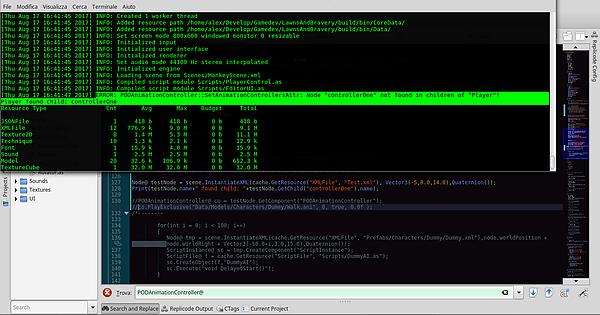 File Modifica Visualizza Cerca Terminale Aiuto
[Thu Aug 17 16:41:45 2017] INFO: Created 1 worker thread
[Thu Aug 17 16:41:45 2017] INFO: Added resource path /home/alex/Develop/Gamedev/LawnsAndBravery/build/bin/CoreData/
[Thu Aug 17 16:41:45 2017] INFO: Added resource path /home/alex/Develop/Gamedev/LawnsAndBravery/build/bin/Data/
[Thu Aug 17 16:41:45 2017] INFO: Set screen mode 800x600 windowed monitor 0 resizable
[Thu Aug 17 16:41:45 2017] INFO: Initialized input
[Thu Aug 17 16:41:45 2017] INFO: Initialized user interface
[Thu Aug 17 16:41:45 2017] INFO: Initialized renderer
[Thu Aug 17 16:41:45 2017] INFO: Set audio mode 44100 Hz stereo interpolated
[Thu Aug 17 16:41:45 2017] INFO: Initialized engine
[Thu Aug 17 16:41:45 2017] INFO: Loading scene from Scenes/MonkeyScene.xml
[Thu Aug 17 16:41:45 2017] INFO: Compiled script module Scripts/PlayerControl.as
[Thu Aug 17 16:41:45 2017] INFO: Compiled script module Scripts/EditorUI.as
[Thu Aug 17 16:41:47 2017] ERROR: PODAnimationController::SetAnimationControllersAttr: Node "controllerOne" not found in children of "Player"!
Player found child: controllerOne
Resource Type Cnt Avg Max Budget Total
JSONFile 1 418 b 418 b 0 b 418 b
XMLFile 12 776.9 k 9.0 M 0 b 9.1 M
Texture2D 8 1.4 M 5.3 M 0 b 11.1 M
Technique 10 1.3 k 2.1 k 0 b 12.9 k
Font 1 15.9 k 4.0 M 0 b 15.9 k
Sound 1 2.5 M 2.5 M 0 b 2.5 M
Model 20 32.6 k 106.9 k 0 b 652.3 k
TextureCube 1 32.0 M 32.0 M 0 b 32.0 M
Replicode Config
Projects
Sounds
Textures
UI
127 Node@ testNode = scene.InstantiateXML(cache.GetResource("XMLFile", "Test.xml"), Vector3(-5,8.0,14.0),Quaternion());
128 Print(testNode.name+" found child: "+testNode.GetChild("controllerOne").name);
130 //PODAnimationController@ co = testNode.GetComponent("PODAnimationController");
co.PlayExclusive("Data/Models/Characters/Dummy/Walk.ani", 0, true, 0.0f );
132 /*--------
for(int i = 0; i < 100; i++)
{
Node@ tmp = scene.InstantiateXML(cache.GetResource("XMLFile", "Prefabs/Characters/Dummy/Dummy.xml"),node.worldPosition +
node.worldRight + Vector3(-50.0+i,3.0,15.0),Quaternion());
ScriptInstance@ sc = tmp.CreateComponent("ScriptInstance");
ScriptFile@ f = cache.GetResource("ScriptFile", "Scripts/DummyAI.as");
sc.CreateObject(f,"DummyAI");
sc.Execute("void DelayedStart()");
}
Trova: PODAnimationController@
Search
Search and Replace Replicode Output CTags Current Project